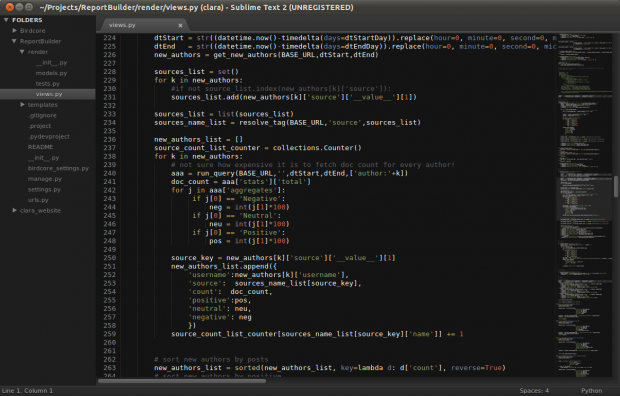 ~/Projects/ReportBuilder/render/views.py (clara) - Sublime Text 2 (UNREGISTERED)
FOLDERS
Birdcore
ReportBuilder
render
__init__.py
models.py
tests.py
views.py
templates
.gitignore
.project
.pydevproject
README
__init__.py
birdcore_settings.py
manage.py
settings.py
urls.py
clara_website
views.py
224 dtStart = str((datetime.now()-timedelta(days=dtStartDay)).replace(hour=0, minute=0, second=0, m
225 dtEnd = str((datetime.now()-timedelta(days=dtEndDay)).replace(hour=0, minute=0, second=0, mic
226 new_authors = get_new_authors(BASE_URL,dtStart,dtEnd)
227
228 sources_list = set()
229 for k in new_authors:
230 #if not source_list.index(new_authors[k]['source']):
231 sources_list.add(new_authors[k]['source']['__value__'][1])
232
233 sources_list = list(sources_list)
234 sources_name_list = resolve_tag(BASE_URL,'source',sources_list)
235
236 new_authors_list = []
237 source_count_list_counter = collections.Counter()
238 for k in new_authors:
239 # not sure how expensive it is to fetch doc count for every author!
240 aaa = run_query(BASE_URL,'',dtStart,dtEnd,['author:'+k])
241 doc_count = aaa['stats']['total']
242 for j in aaa['aggregates']:
243 if j[0] == 'Negative':
244 neg = int(j[1]*100)
245 if j[0] == 'Neutral':
246 neu = int(j[1]*100)
247 if j[0] == 'Positive':
248 pos = int(j[1]*100)
249
250 source_key = new_authors[k]['source']['__value__'][1]
251 new_authors_list.append({
252 'username':new_authors[k]['username'],
253 'source': sources_name_list[source_key],
254 'count': doc_count,
255 'positive':pos,
256 'neutral': neu,
257 'negative': neg
258 })
259 source_count_list_counter[sources_name_list[source_key]['name']] += 1
260
261
262 # sort new authors by posts
263 new_authors_list = sorted(new_authors_list, key=lambda d: d['count'], reverse=True)
264 # sort new authors by positive
Line 1, Column 1
Spaces: 4
Python